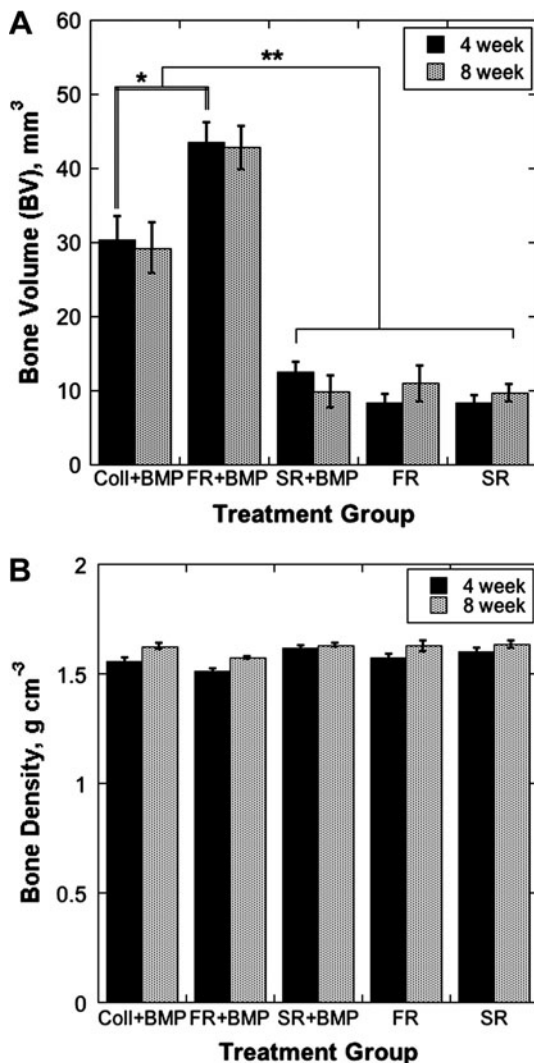 A
60
50
40
30
20
10
0
Bone Volume (BV), mm³
*
**
4 week
8 week
Coll+BMP FR+BMP SR+BMP FR SR
Treatment Group
B
2
1.5
1
0.5
0
Bone Density, g cm⁻³
4 week
8 week
Coll+BMP FR+BMP SR+BMP FR SR
Treatment Group